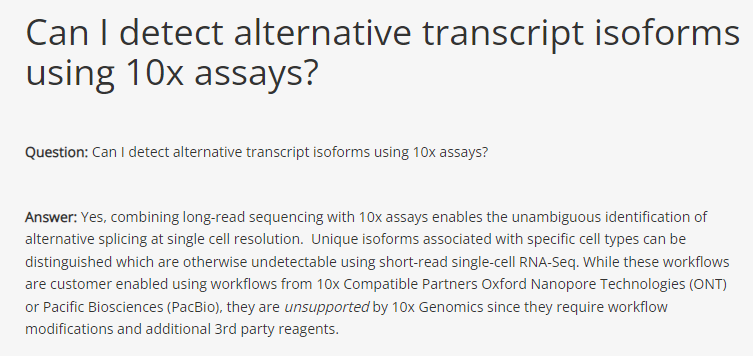 Can I detect alternative transcript isoforms
using 10x assays?
Question: Can I detect alternative transcript isoforms using 10x assays?
Answer: Yes, combining long-read sequencing with 10x assays enables the unambiguous identification of
alternative splicing at single cell resolution.  Unique isoforms associated with specific cell types can be
distinguished which are otherwise undetectable using short-read single-cell RNA-Seq. While these workflows
are customer enabled using workflows from 10x Compatible Partners Oxford Nanopore Technologies (ONT)
or Pacific Biosciences (PacBio), they are unsupported by 10x Genomics since they require workflow
modifications and additional 3rd party reagents.